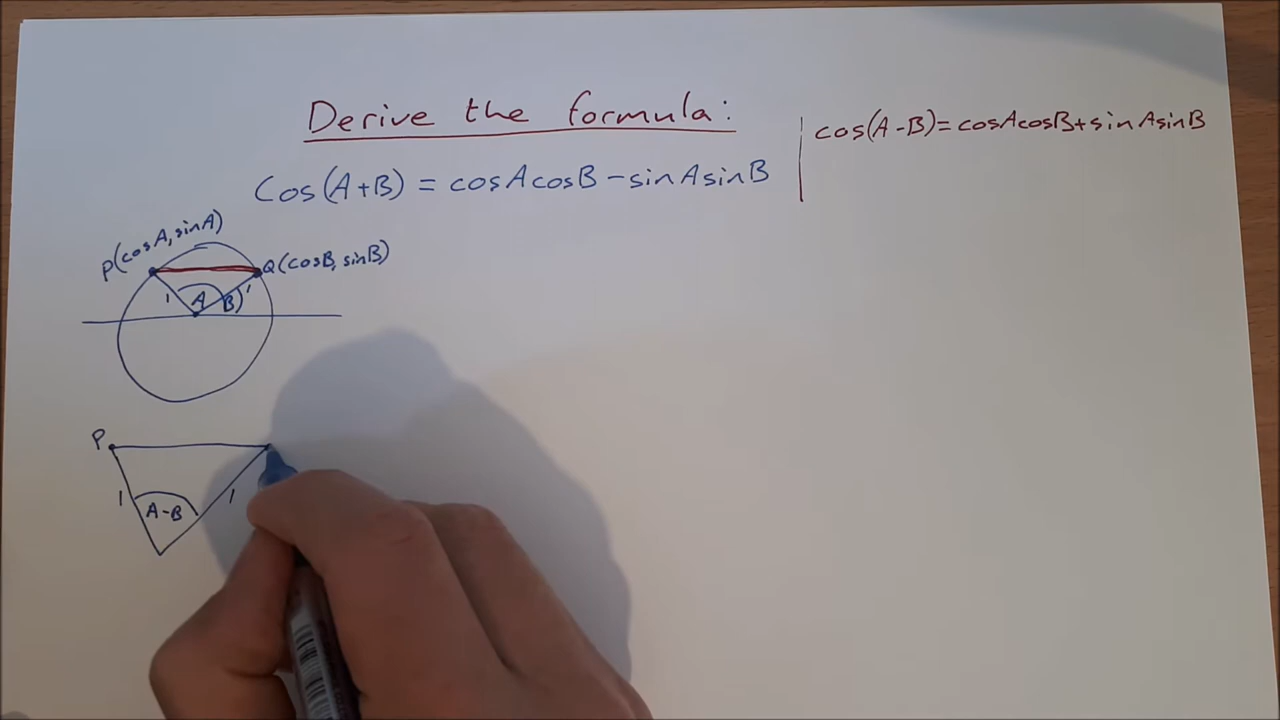 Derive the formula:
Cos(A+B) = cosAcosB - sinAsinB
cos(A-B)= cosAcosB+sinAsinB
P(cosA, sinA)
Q(cosB, sinB)
1 A B 1
P
1 A-B 1